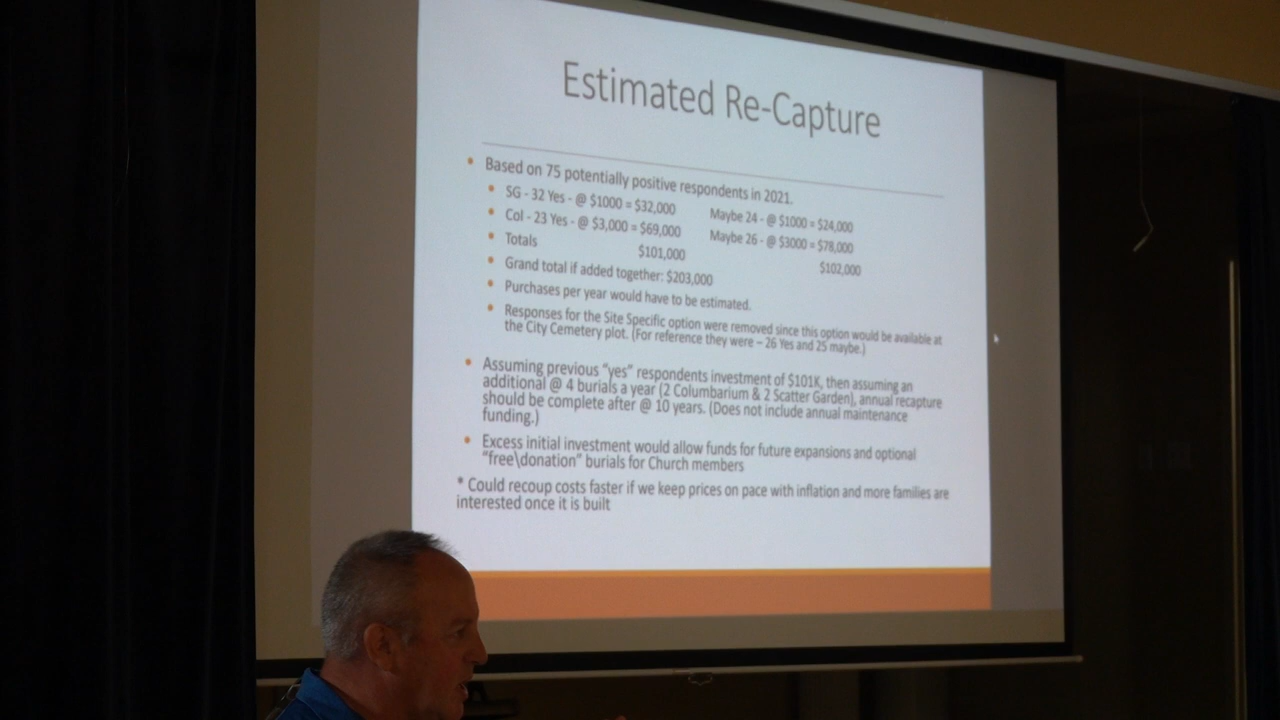 Estimated Re-Capture
• Based on 75 potentially positive respondents in 2021.
• SG - 32 Yes - @ $1000 = $32,000 Maybe 24 - @ $1000 = $24,000
• Col - 23 Yes - @ $3,000 = $69,000 Maybe 26 - @ $3000 = $78,000
• Totals $101,000 $102,000
• Grand total if added together: $203,000
• Purchases per year would have to be estimated.
• Responses for the Site Specific option were removed since this option would be available at
the City Cemetery plot. (For reference they were – 26 Yes and 25 maybe.)
• Assuming previous "yes" respondents investment of $101K, then assuming an
additional @ 4 burials a year (2 Columbarium & 2 Scatter Garden), annual recapture
should be complete after @ 10 years. (Does not include annual maintenance
funding.)
• Excess initial investment would allow funds for future expansions and optional
"free\donation" burials for Church members
* Could recoup costs faster if we keep prices on pace with inflation and more families are
interested once it is built